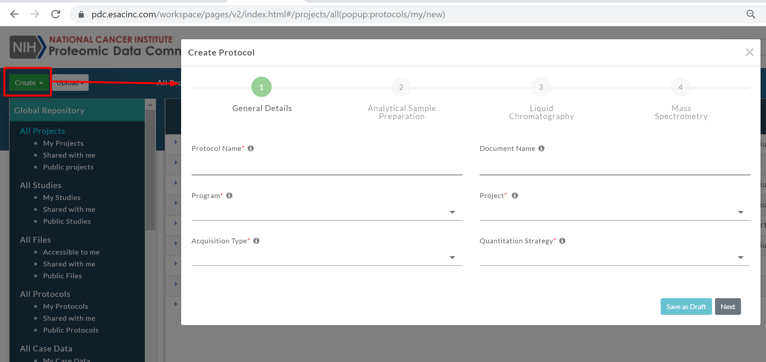 pdc.esacinc.com/workspace/pages/v2/index.html#/projects/all(popup:protocols/my/new)
NIH
NATIONAL CANCER INSTITUTE
Proteomic Data Comm
Create
Upload
All Pro
Global Repository
All Projects
My Projects
Shared with me
Public projects
All Studies
My Studies
Shared with me
Public Studies
All Files
Accessible to me
Shared with me
Public Files
All Protocols
My Protocols
Shared with me
Public Protocols
All Case Data
My Case Data
Create Protocol
1
2
3
4
General Details
Analytical Sample
Preparation
Liquid
Chromatography
Mass
Spectrometry
Protocol Name*
Document Name
Program*
Project*
Acquisition Type*
Quantitation Strategy*
Save as Draft
Next